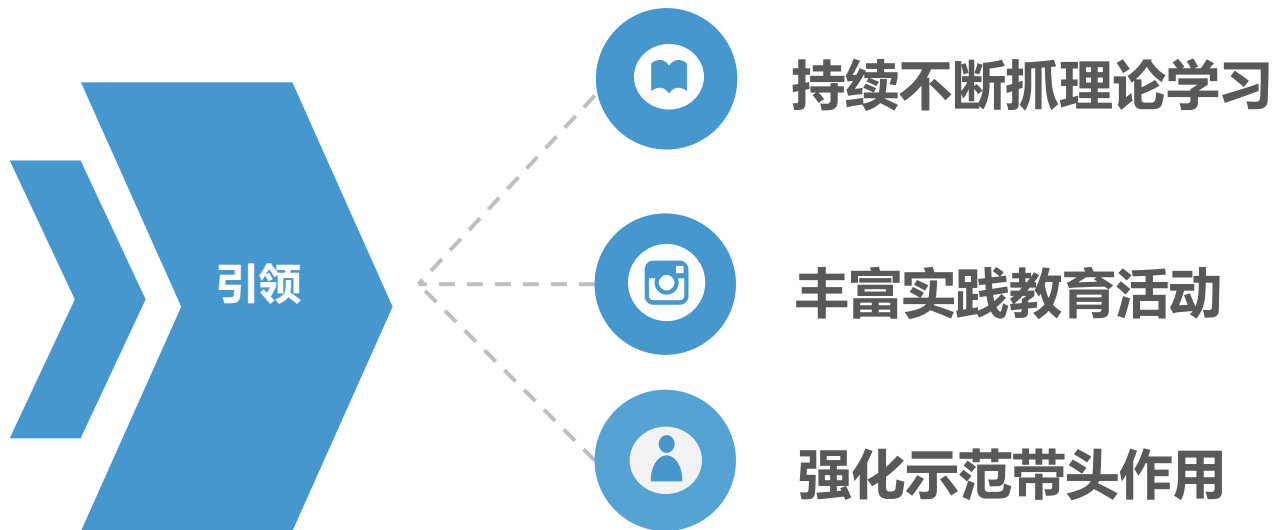 引领
持续不断抓理论学习
丰富实践教育活动
强化示范带头作用